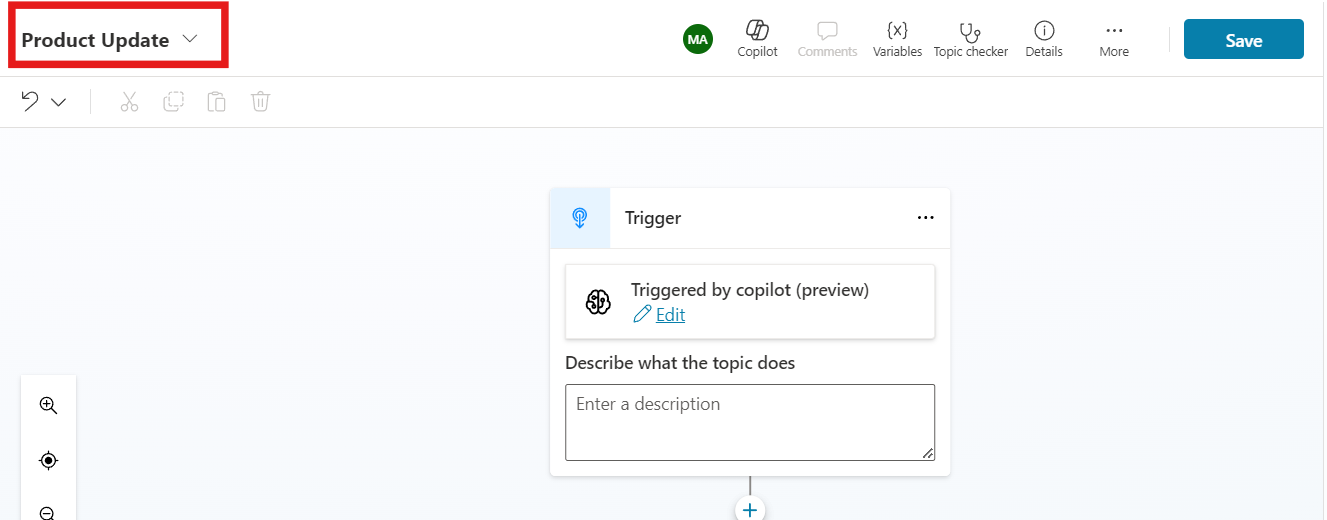 Product Update
MA
Copilot
Comments
{x}
Variables
Topic checker
Details
More
Save
Trigger
Triggered by copilot (preview)
Edit
Describe what the topic does
Enter a description